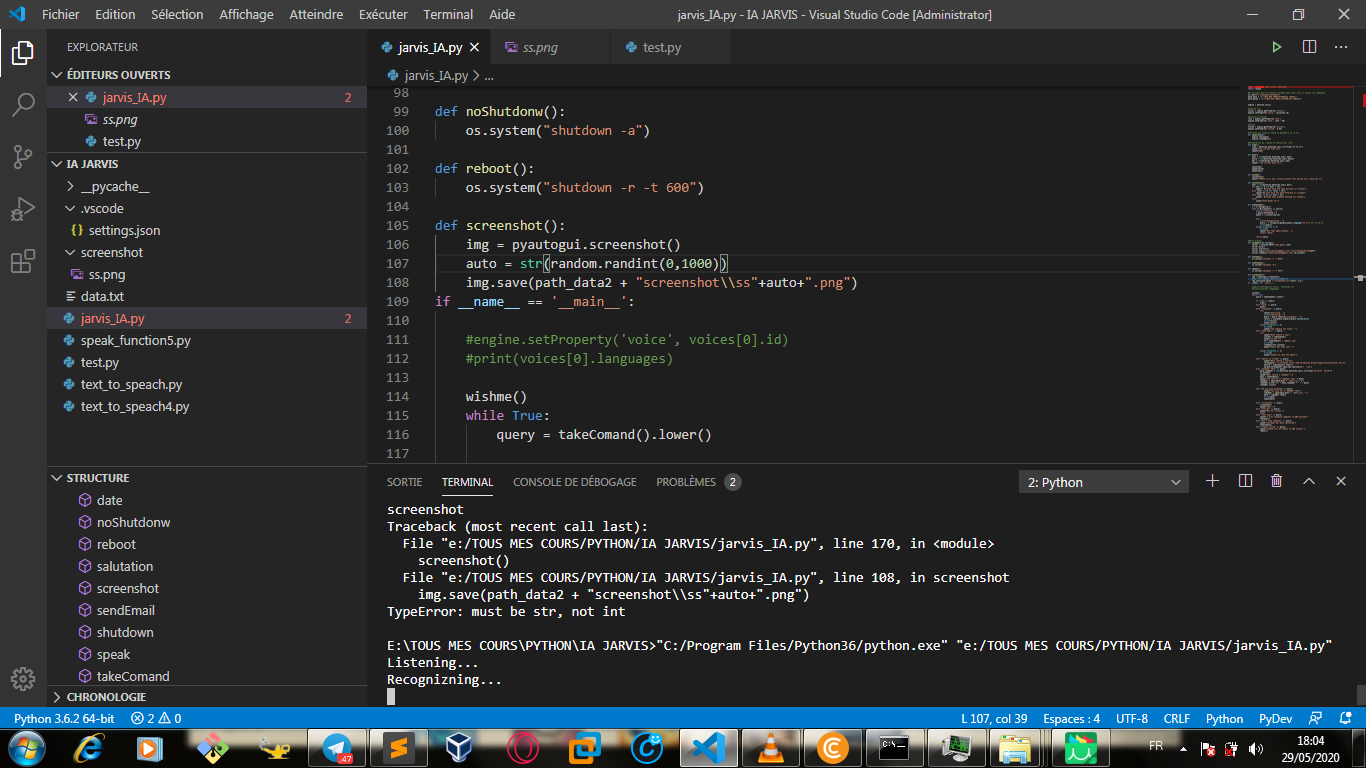 Fichier Edition Sélection Affichage Atteindre Exécuter Terminal Aide
jarvis_IA.py - IA JARVIS - Visual Studio Code [Administrator]
EXPLORATEUR
ÉDITEURS OUVERTS
jarvis_IA.py 2
ss.png
test.py
IA JARVIS
__pycache__
.vscode
settings.json
screenshot
ss.png
data.txt
jarvis_IA.py 2
speak_function5.py
test.py
text_to_speach.py
text_to_speach4.py
STRUCTURE
date
noShutdonw
reboot
salutation
screenshot
sendEmail
shutdown
speak
takeComand
CHRONOLOGIE
jarvis_IA.py
ss.png
test.py
jarvis_IA.py > ...
98
99 def noShutdonw():
100 os.system("shutdown -a")
101
102 def reboot():
103 os.system("shutdown -r -t 600")
104
105 def screenshot():
106 img = pyautogui.screenshot()
107 auto = str(random.randint(0,1000))
108 img.save(path_data2 + "screenshot\\ss"+auto+".png")
109 if __name__ == '__main__':
110
111 #engine.setProperty('voice', voices[0].id)
112 #print(voices[0].languages)
113
114 wishme()
115 while True:
116 query = takeComand().lower()
117
SORTIE TERMINAL CONSOLE DE DÉBOGAGE PROBLÈMES 2
2: Python
screenshot
Traceback (most recent call last):
File "e:/TOUS MES COURS/PYTHON/IA JARVIS/jarvis_IA.py", line 170, in <module>
screenshot()
File "e:/TOUS MES COURS/PYTHON/IA JARVIS/jarvis_IA.py", line 108, in screenshot
img.save(path_data2 + "screenshot\\ss"+auto+".png")
TypeError: must be str, not int
E:\TOUS MES COURS\PYTHON\IA JARVIS>"C:/Program Files/Python36/python.exe" "e:/TOUS MES COURS/PYTHON/IA JARVIS/jarvis_IA.py"
Listening...
Recognizning...
Python 3.6.2 64-bit 2 0
L 107, col 39 Espaces : 4 UTF-8 CRLF Python PyDev
.47
C:\
FR
18:04
29/05/2020